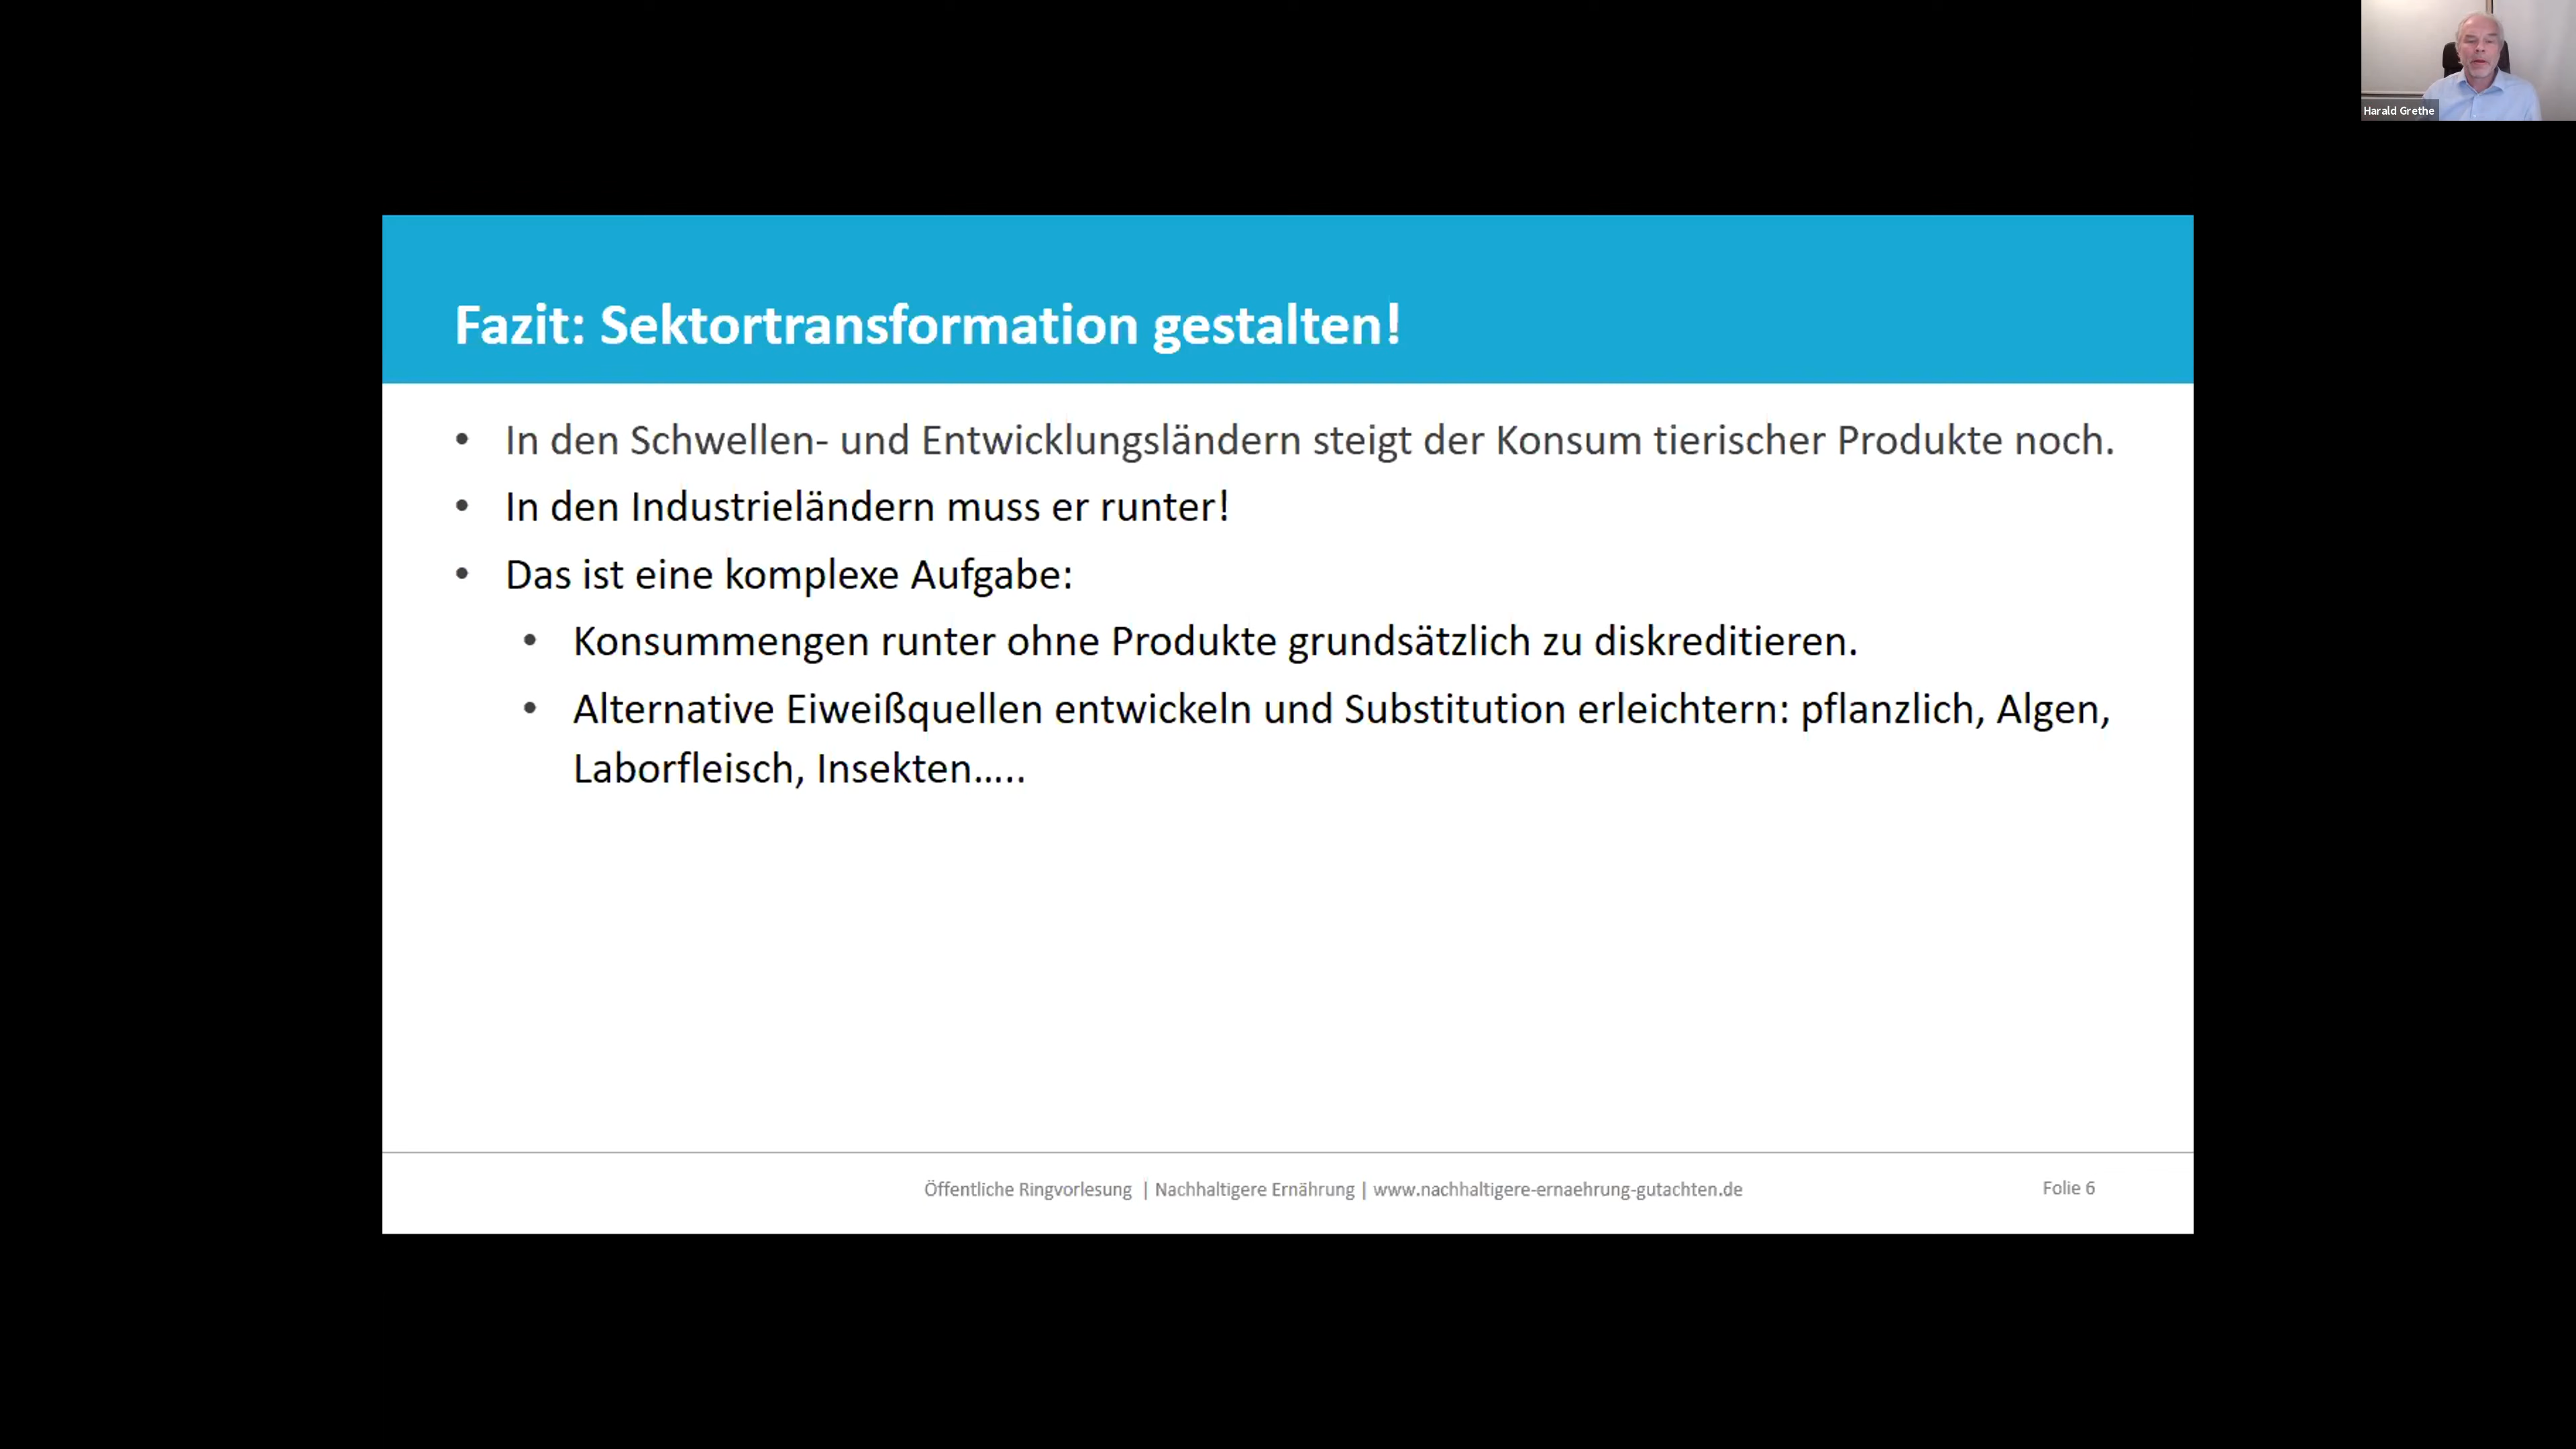 Harald Grethe
Fazit: Sektortransformation gestalten!
• In den Schwellen- und Entwicklungsländern steigt der Konsum tierischer Produkte noch.
• In den Industrieländern muss er runter!
• Das ist eine komplexe Aufgabe:
• Konsummengen runter ohne Produkte grundsätzlich zu diskreditieren.
• Alternative Eiweißquellen entwickeln und Substitution erleichtern: pflanzlich, Algen,
Laborfleisch, Insekten.....
Öffentliche Ringvorlesung | Nachhaltigere Ernährung | www.nachhaltigere-ernaehrung-gutachten.de
Folie 6